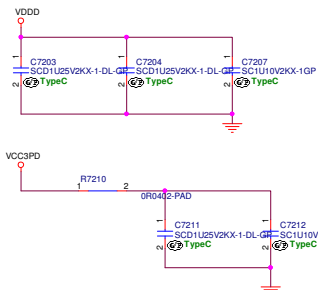 VDDD
C7203 C7204 C7207
SCD1U25V2KX-1-DL-GP SCD1U25V2KX-1-DL-GP SC1U10V2KX-1GP
TypeC TypeC TypeC
1 1 1
2 2 2
VCC3PD
R7210
1 2
0R0402-PAD
C7211 C7212
SCD1U25V2KX-1-DL-GP SC1U10V
TypeC TypeC
1 1
2 2